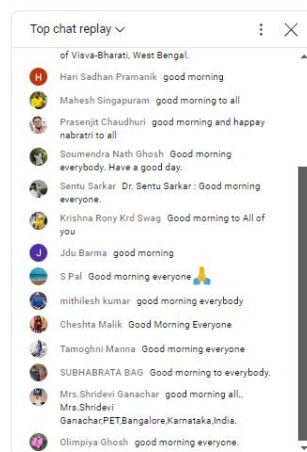 Top chat replay
of Visva-Bharati, West Bengal.
H Hari Sadhan Pramanik good morning
Mahesh Singapuram good morning to all
Prasenjit Chaudhuri good morning and happay
nabratri to all
Soumendra Nath Ghosh Good morning
everybody. Have a good day.
Sentu Sarkar Dr. Sentu Sarkar : Good morning
everyone.
Krishna Rony Krd Swag Good morning to All of
you
J Jdu Barma good morning
S Pal Good morning everyone 🙏
mithilesh kumar good morning everybody
Cheshta Malik Good Morning Everyone
Tamoghni Manna Good morning everyone
SUBHABRATA BAG Good morning to everybody.
Mrs.Shridevi Ganachar good morning all.,
Mrs.Shridevi
Ganachar,PET,Bangalore,Karnataka,India.
Olimpiya Ghosh good morning everyone.